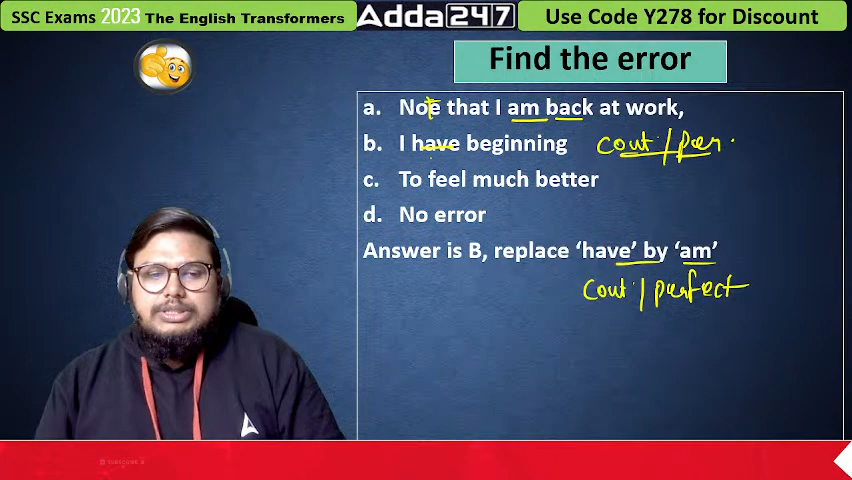 SSC Exams 2023 The English Transformers
Adda247
Use Code Y278 for Discount
Find the error
a. Note that I am back at work,
b. I have beginning cont / per
c. To feel much better
d. No error
Answer is B, replace ‘have’ by ‘am’
cont / perfect